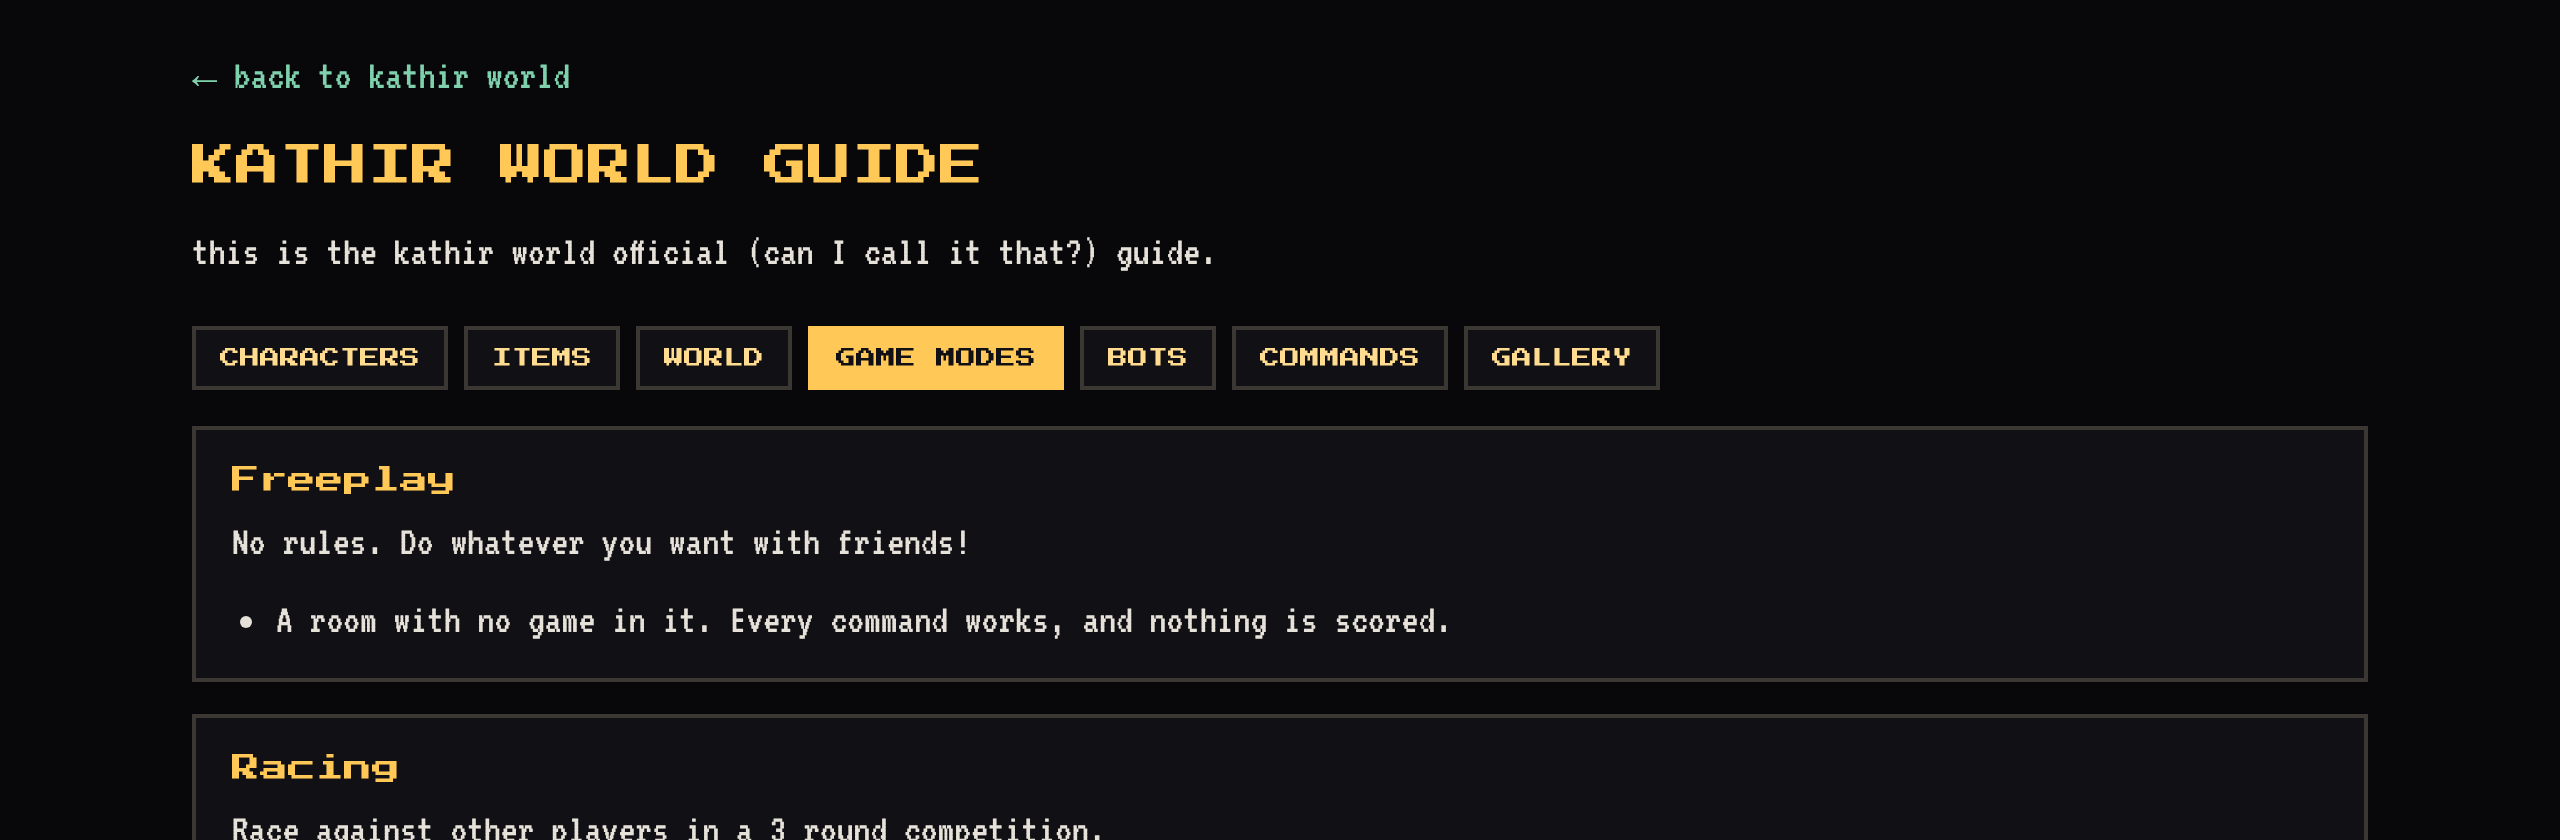 ← back to kathir world
KATHIR WORLD GUIDE
this is the kathir world official (can I call it that?) guide.
CHARACTERS ITEMS WORLD GAME MODES BOTS COMMANDS GALLERY
Freeplay
No rules. Do whatever you want with friends!
• A room with no game in it. Every command works, and nothing is scored.
Racing
Race against other players in a 3 round competition.